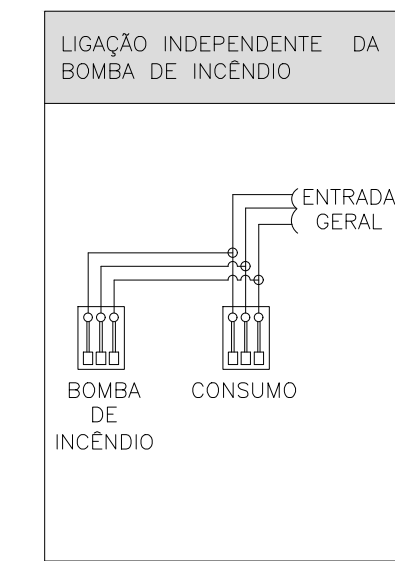 LIGAÇÃO INDEPENDENTE DA
BOMBA DE INCÊNDIO
ENTRADA
GERAL
BOMBA
DE
INCÊNDIO
CONSUMO